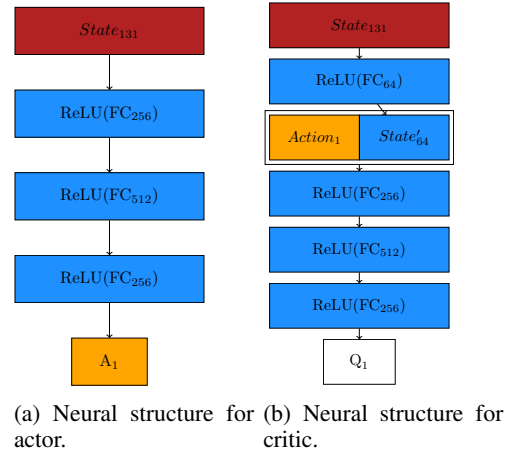 State₁₃₁
ReLU(FC₂₅₆)
ReLU(FC₅₁₂)
ReLU(FC₂₅₆)
A₁
(a) Neural structure for
actor.
State₁₃₁
ReLU(FC₆₄)
Action₁ State′₆₄
ReLU(FC₂₅₆)
ReLU(FC₅₁₂)
ReLU(FC₂₅₆)
Q₁
(b) Neural structure for
critic.